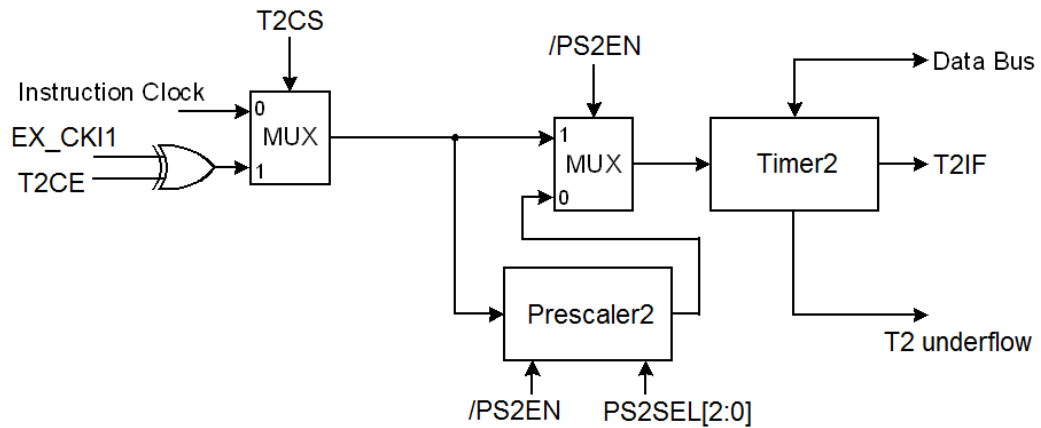 T2CS
/PS2EN
Data Bus
Instruction Clock
0
MUX
1
EX_CKI1
T2CE
1
MUX
0
Timer2
T2IF
Prescaler2
T2 underflow
/PS2EN
PS2SEL[2:0]